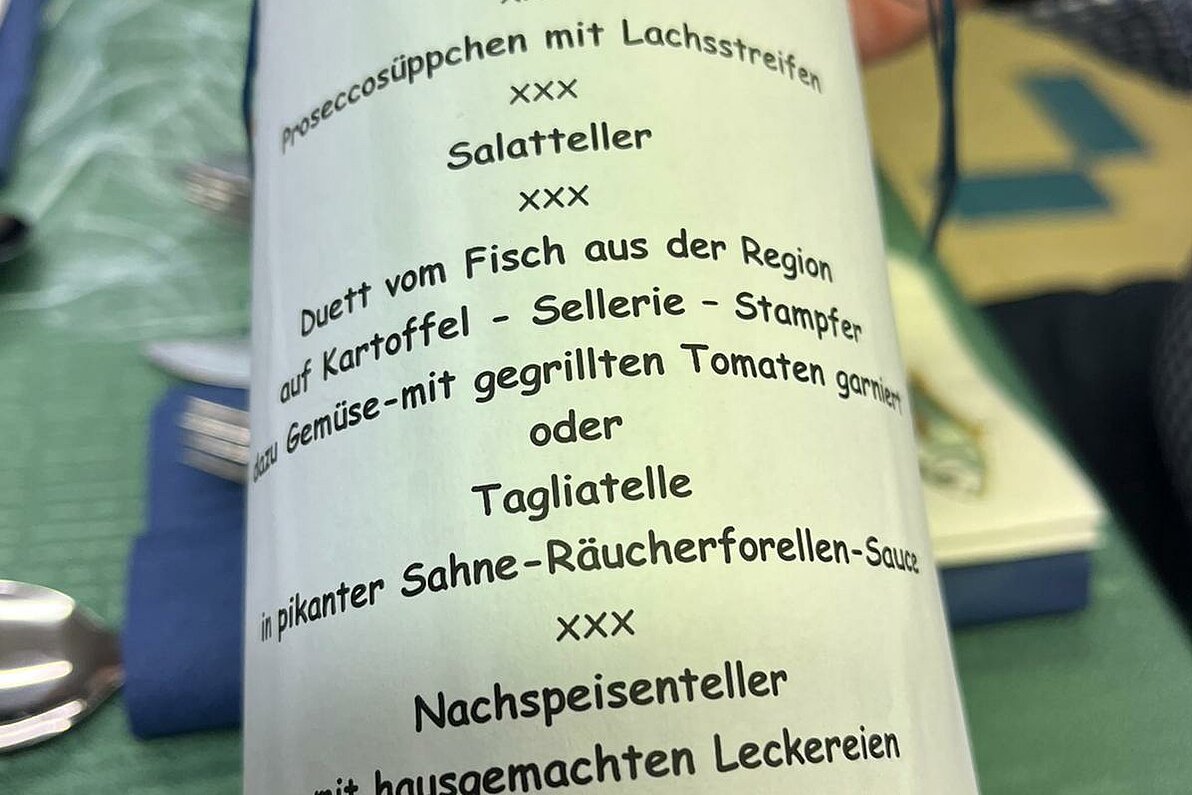 Proseccosüppchen mit Lachsstreifen
xxx
Salatteller
xxx
Duett vom Fisch aus der Region
auf Kartoffel - Sellerie - Stampfer
dazu Gemüse-mit gegrillten Tomaten garniert
oder
Tagliatelle
in pikanter Sahne-Räucherforellen-Sauce
xxx
Nachspeisenteller
mit hausgemachten Leckereien